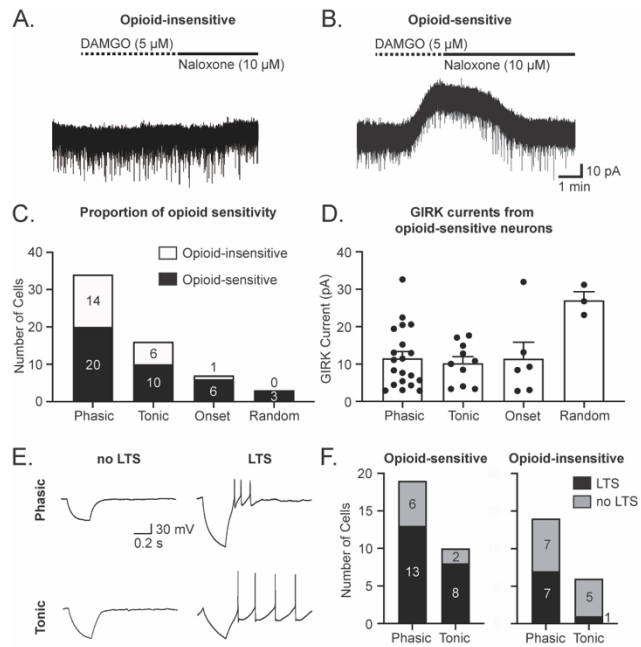 A. Opioid-insensitive
DAMGO (5 µM)
Naloxone (10 µM)
B. Opioid-sensitive
DAMGO (5 µM)
Naloxone (10 µM)
10 pA
1 min
C. Proportion of opioid sensitivity
Number of Cells
40
30
20
10
0
Opioid-insensitive
Opioid-sensitive
14
20
6
10
1
6
0
3
Phasic Tonic Onset Random
D. GIRK currents from
opioid-sensitive neurons
GIRK Current (pA)
40
30
20
10
0
Phasic Tonic Onset Random
E.
no LTS LTS
Phasic
30 mV
0.2 s
Tonic
F. Opioid-sensitive Opioid-insensitive
Number of Cells
20
15
10
5
0
LTS
no LTS
6
13
2
8
7
7
5
1
Phasic Tonic Phasic Tonic